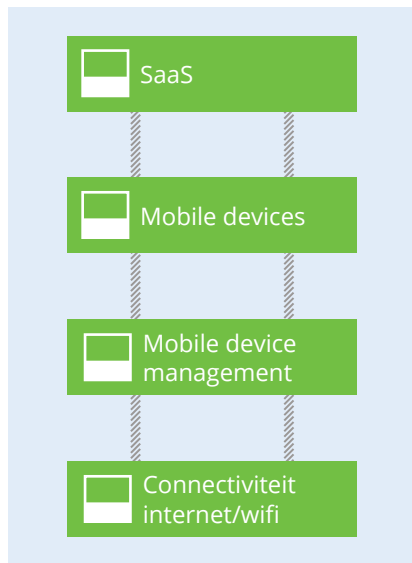 SaaS
Mobile devices
Mobile device
management
Connectiviteit
internet/wifi